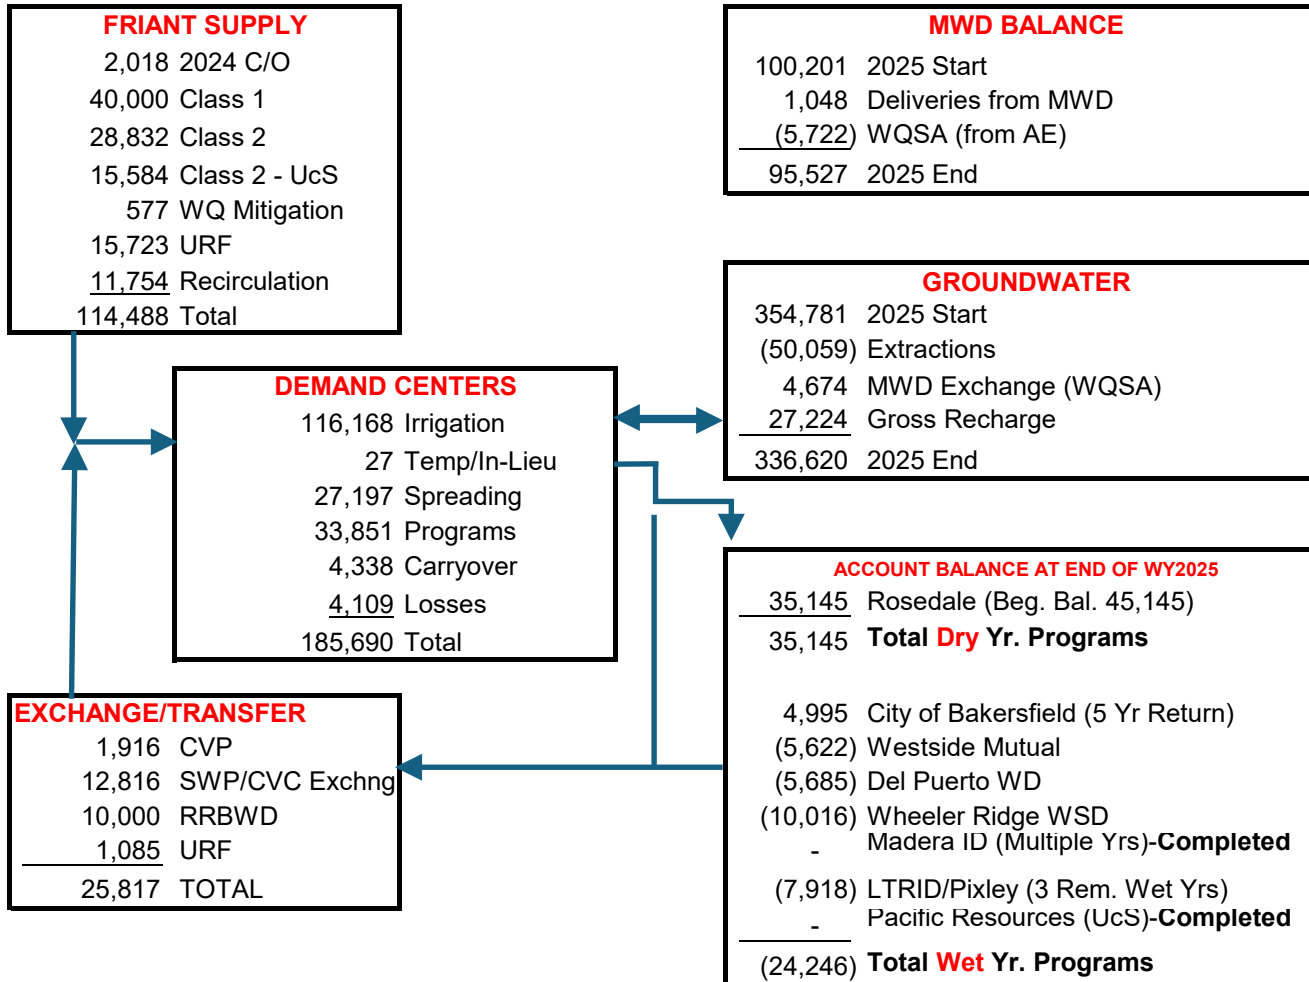 FRIANT SUPPLY
2,018 2024 C/O
40,000 Class 1
28,832 Class 2
15,584 Class 2 - UcS
577 WQ Mitigation
15,723 URF
11,754 Recirculation
114,488 Total
MWD BALANCE
100,201 2025 Start
1,048 Deliveries from MWD
(5,722) WQSA (from AE)
95,527 2025 End
GROUNDWATER
354,781 2025 Start
(50,059) Extractions
4,674 MWD Exchange (WQSA)
27,224 Gross Recharge
336,620 2025 End
DEMAND CENTERS
116,168 Irrigation
27 Temp/In-Lieu
27,197 Spreading
33,851 Programs
4,338 Carryover
4,109 Losses
185,690 Total
ACCOUNT BALANCE AT END OF WY2025
35,145 Rosedale (Beg. Bal. 45,145)
35,145 Total Dry Yr. Programs
4,995 City of Bakersfield (5 Yr Return)
(5,622) Westside Mutual
(5,685) Del Puerto WD
(10,016) Wheeler Ridge WSD
- Madera ID (Multiple Yrs)-Completed
(7,918) LTRID/Pixley (3 Rem. Wet Yrs)
- Pacific Resources (UcS)-Completed
(24,246) Total Wet Yr. Programs
EXCHANGE/TRANSFER
1,916 CVP
12,816 SWP/CVC Exchng
10,000 RRBWD
1,085 URF
25,817 TOTAL